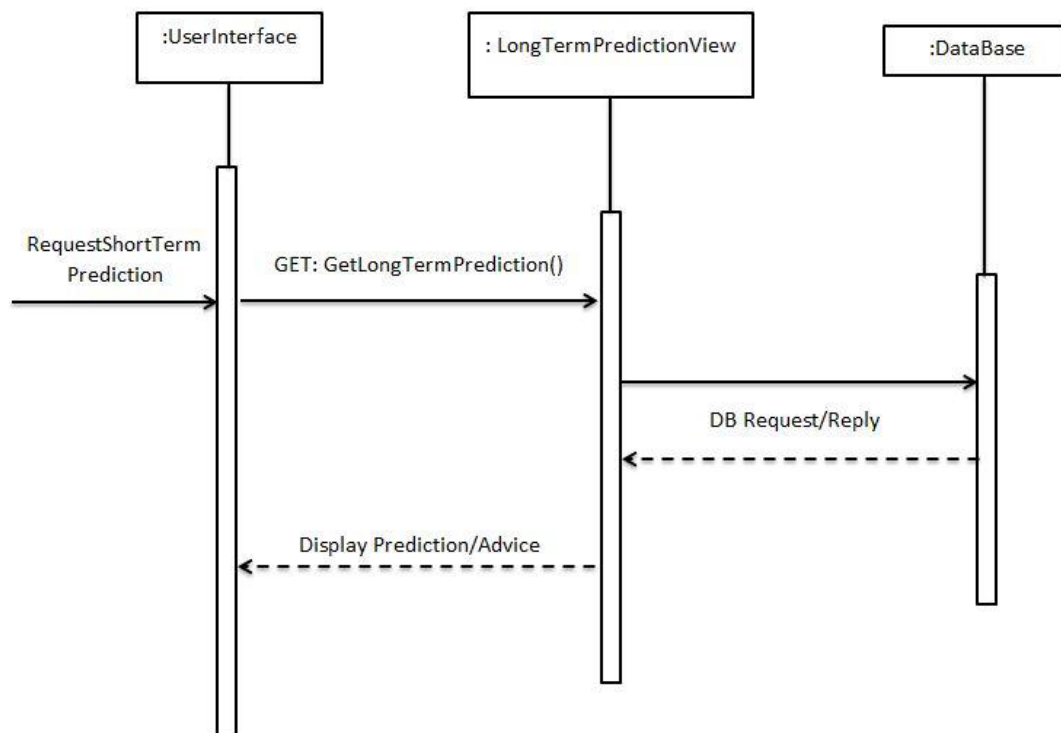 :UserInterface
: LongTermPredictionView
:DataBase
RequestShortTerm
Prediction
GET: GetLongTermPrediction()
DB Request/Reply
Display Prediction/Advice